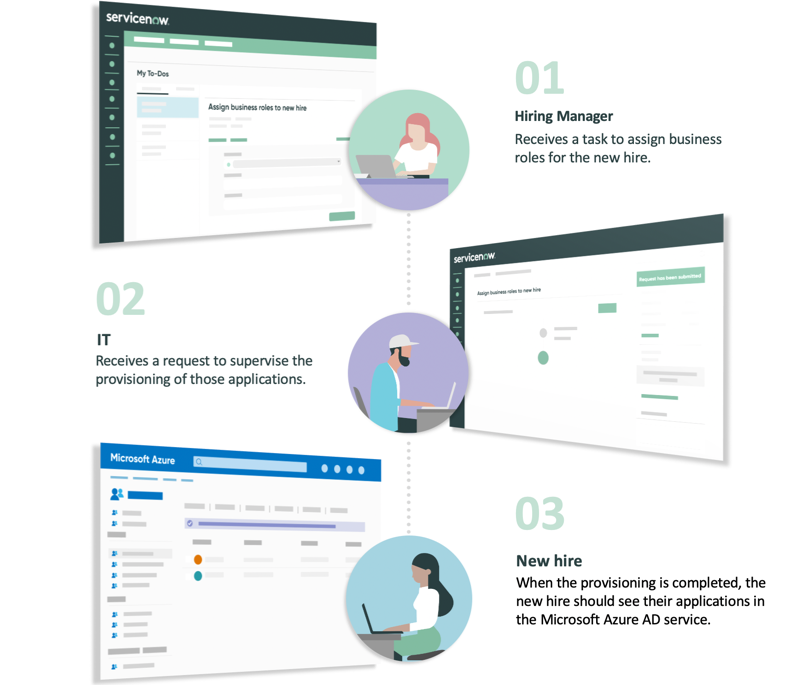 servicenow.
My To-Dos
Assign business roles to new hire
01
Hiring Manager
Receives a task to assign business
roles for the new hire.
servicenow.
Assign business roles to new hire
Request has been submitted
02
IT
Receives a request to supervise the
provisioning of those applications.
Microsoft Azure
03
New hire
When the provisioning is completed, the
new hire should see their applications in
the Microsoft Azure AD service.